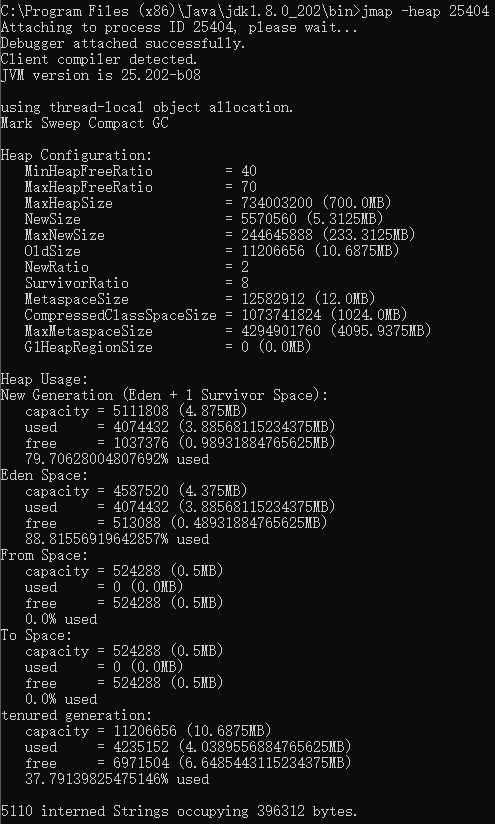 C:\Program Files (x86)\Java\jdk1.8.0_202\bin>jmap -heap 25404
Attaching to process ID 25404, please wait...
Debugger attached successfully.
Client compiler detected.
JVM version is 25.202-b08

using thread-local object allocation.
Mark Sweep Compact GC

Heap Configuration:
   MinHeapFreeRatio         = 40
   MaxHeapFreeRatio         = 70
   MaxHeapSize              = 734003200 (700.0MB)
   NewSize                  = 5570560 (5.3125MB)
   MaxNewSize               = 244645888 (233.3125MB)
   OldSize                  = 11206656 (10.6875MB)
   NewRatio                 = 2
   SurvivorRatio            = 8
   MetaspaceSize            = 12582912 (12.0MB)
   CompressedClassSpaceSize = 1073741824 (1024.0MB)
   MaxMetaspaceSize         = 4294901760 (4095.9375MB)
   G1HeapRegionSize         = 0 (0.0MB)

Heap Usage:
New Generation (Eden + 1 Survivor Space):
   capacity = 5111808 (4.875MB)
   used     = 4074432 (3.88568115234375MB)
   free     = 1037376 (0.98931884765625MB)
   79.70628004807692% used
Eden Space:
   capacity = 4587520 (4.375MB)
   used     = 4074432 (3.88568115234375MB)
   free     = 513088 (0.48931884765625MB)
   88.81556919642857% used
From Space:
   capacity = 524288 (0.5MB)
   used     = 0 (0.0MB)
   free     = 524288 (0.5MB)
   0.0% used
To Space:
   capacity = 524288 (0.5MB)
   used     = 0 (0.0MB)
   free     = 524288 (0.5MB)
   0.0% used
tenured generation:
   capacity = 11206656 (10.6875MB)
   used     = 4235152 (4.0389556884765625MB)
   free     = 6971504 (6.6485443115234375MB)
   37.79139825475146% used

5110 interned Strings occupying 396312 bytes.